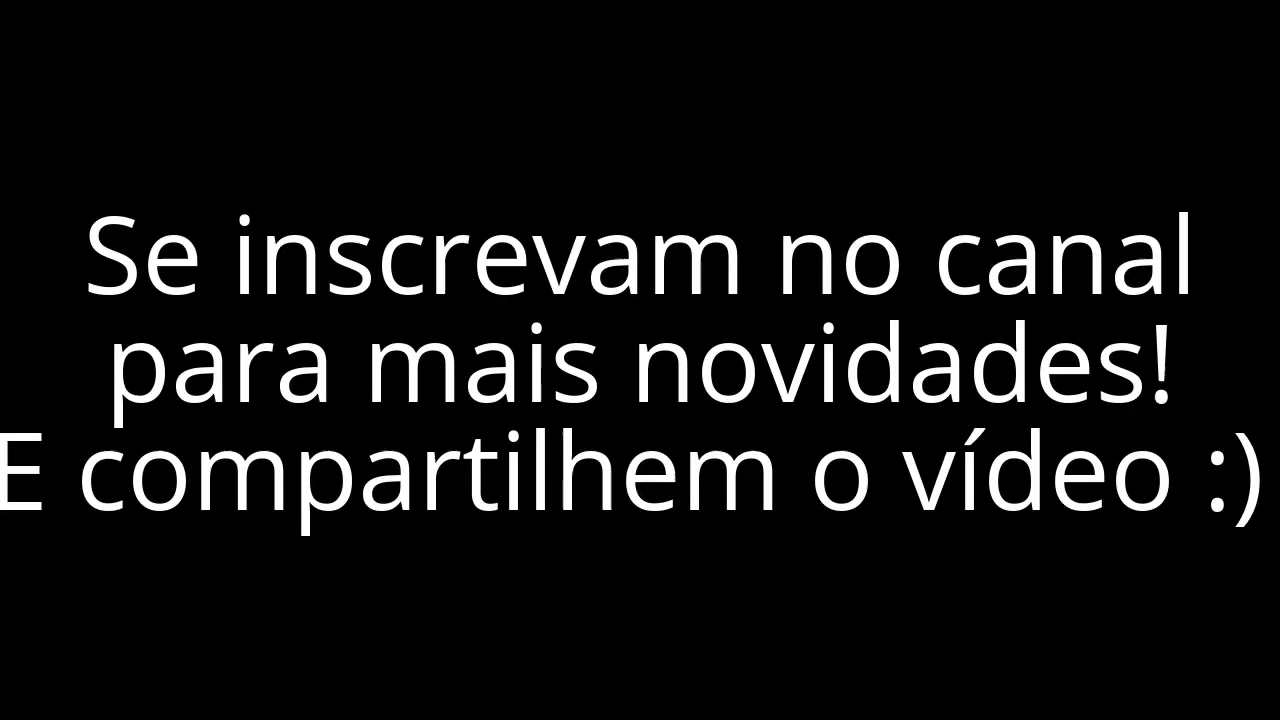 Se inscrevam no canal
para mais novidades!
E compartilhem o vídeo :)